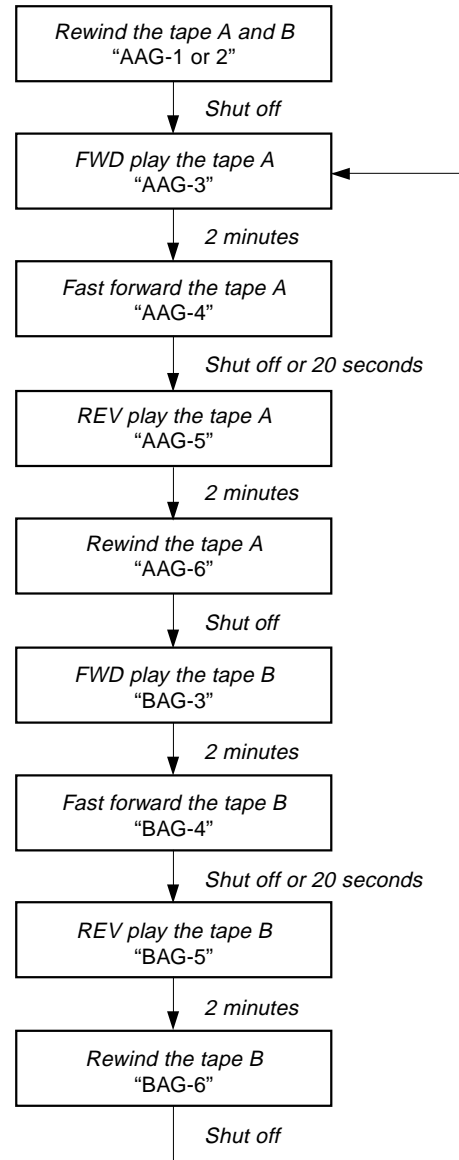 Rewind the tape A and B
“AAG-1 or 2”
Shut off
FWD play the tape A
“AAG-3”
2 minutes
Fast forward the tape A
“AAG-4”
Shut off or 20 seconds
REV play the tape A
“AAG-5”
2 minutes
Rewind the tape A
“AAG-6”
Shut off
FWD play the tape B
“BAG-3”
2 minutes
Fast forward the tape B
“BAG-4”
Shut off or 20 seconds
REV play the tape B
“BAG-5”
2 minutes
Rewind the tape B
“BAG-6”
Shut off